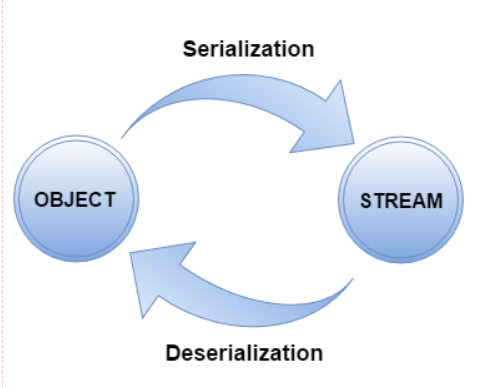 Serialization
OBJECT
STREAM
Deserialization